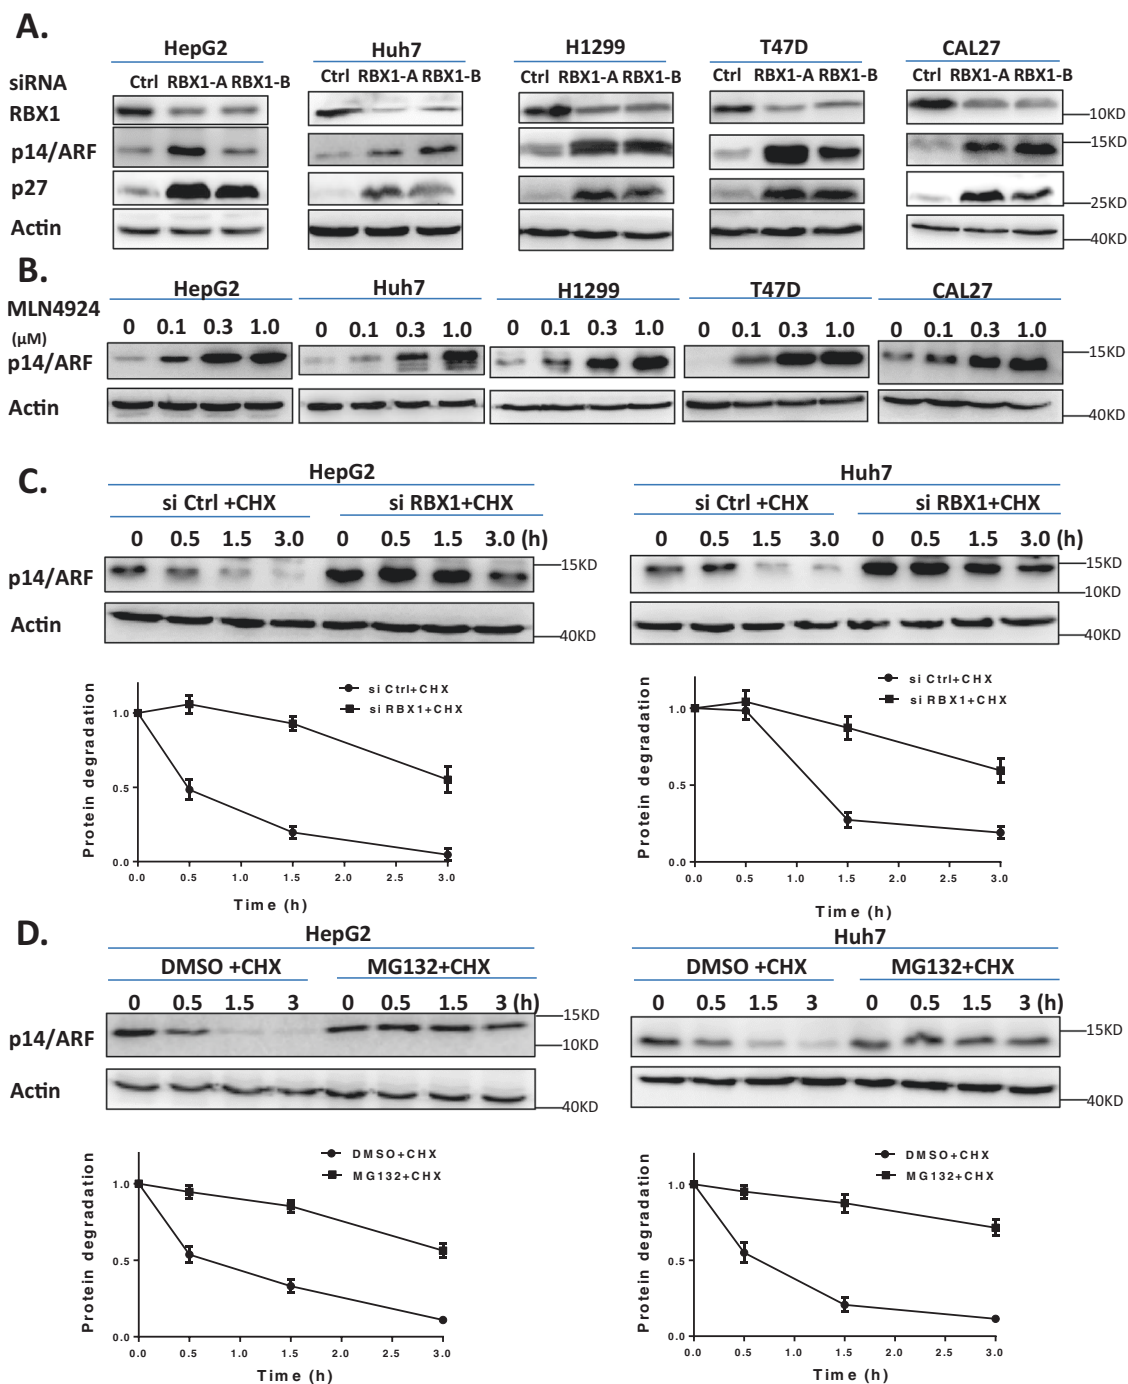 A.
HepG2 Huh7 H1299 T47D CAL27
siRNA Ctrl RBX1-A RBX1-B Ctrl RBX1-A RBX1-B Ctrl RBX1-A RBX1-B Ctrl RBX1-A RBX1-B Ctrl RBX1-A RBX1-B
RBX1 10KD
p14/ARF 15KD
p27 25KD
Actin 40KD
B.
HepG2 Huh7 H1299 T47D CAL27
MLN4924
(μM) 0 0.1 0.3 1.0 0 0.1 0.3 1.0 0 0.1 0.3 1.0 0 0.1 0.3 1.0 0 0.1 0.3 1.0
p14/ARF 15KD
Actin 40KD
C.
HepG2 Huh7
si Ctrl +CHX si RBX1+CHX si Ctrl +CHX si RBX1+CHX
0 0.5 1.5 3.0 0 0.5 1.5 3.0 (h) 0 0.5 1.5 3.0 0 0.5 1.5 3.0 (h)
p14/ARF 15KD 15KD
10KD
Actin 40KD 40KD
Protein degradation
si Ctrl+CHX
si RBX1+CHX
1.0
0.5
0.0
0.0 0.5 1.0 1.5 2.0 2.5 3.0
Time (h)
Protein degradation
si Ctrl+CHX
si RBX1+CHX
1.0
0.5
0.0
0.0 0.5 1.0 1.5 2.0 2.5 3.0
Time (h)
D.
HepG2 Huh7
DMSO +CHX MG132+CHX DMSO +CHX MG132+CHX
0 0.5 1.5 3 0 0.5 1.5 3 (h) 0 0.5 1.5 3 0 0.5 1.5 3 (h)
p14/ARF 15KD 15KD
10KD 10KD
Actin 40KD 40KD
Protein degradation
DMSO+CHX
MG132+CHX
1.0
0.5
0.0
0.0 0.5 1.0 1.5 2.0 2.5 3.0
Time (h)
Protein degradation
DMSO+CHX
MG132+CHX
1.0
0.5
0.0
0.0 0.5 1.0 1.5 2.0 2.5 3.0
Time (h)